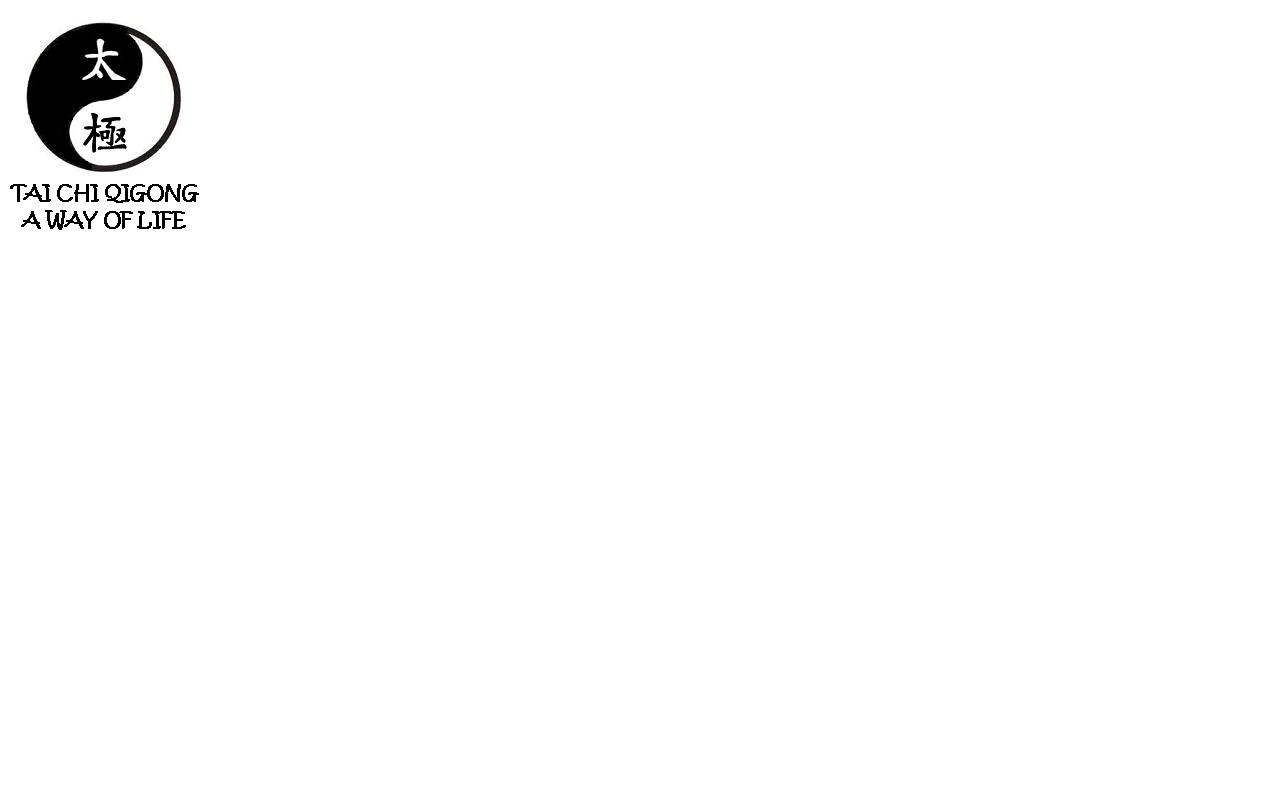 太
極
TAI CHI QIGONG
A WAY OF LIFE